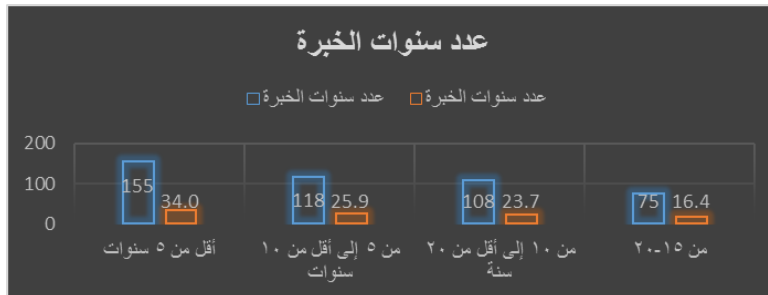 عدد سنوات الخبرة
عدد سنوات الخبرة عدد سنوات الخبرة
200
100
0
155 34.0 118 25.9 108 23.7 75 16.4
أقل من ٥ سنوات
من ٥ إلى أقل من ١٠
سنوات
من ١٠ إلى أقل من ٢٠
سنة
من ١٥-٢٠